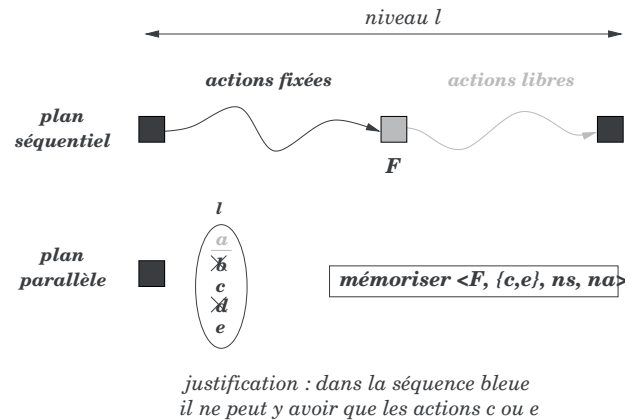 niveau l
actions fixées
actions libres
plan
séquentiel
F
l
plan
parallèle
a
b
c
d
e
mémoriser <F, {c,e}, ns, na>
justification : dans la séquence bleue
il ne peut y avoir que les actions c ou e